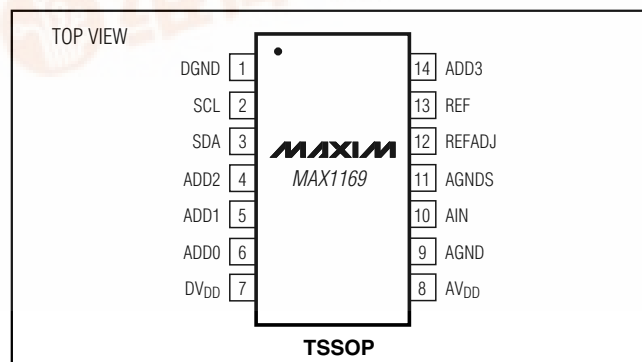 TOP VIEW
DGND 1
SCL 2
SDA 3
ADD2 4
ADD1 5
ADD0 6
DVDD 7
MAXIM
MAX1169
14 ADD3
13 REF
12 REFADJ
11 AGNDS
10 AIN
9 AGND
8 AVDD
TSSOP